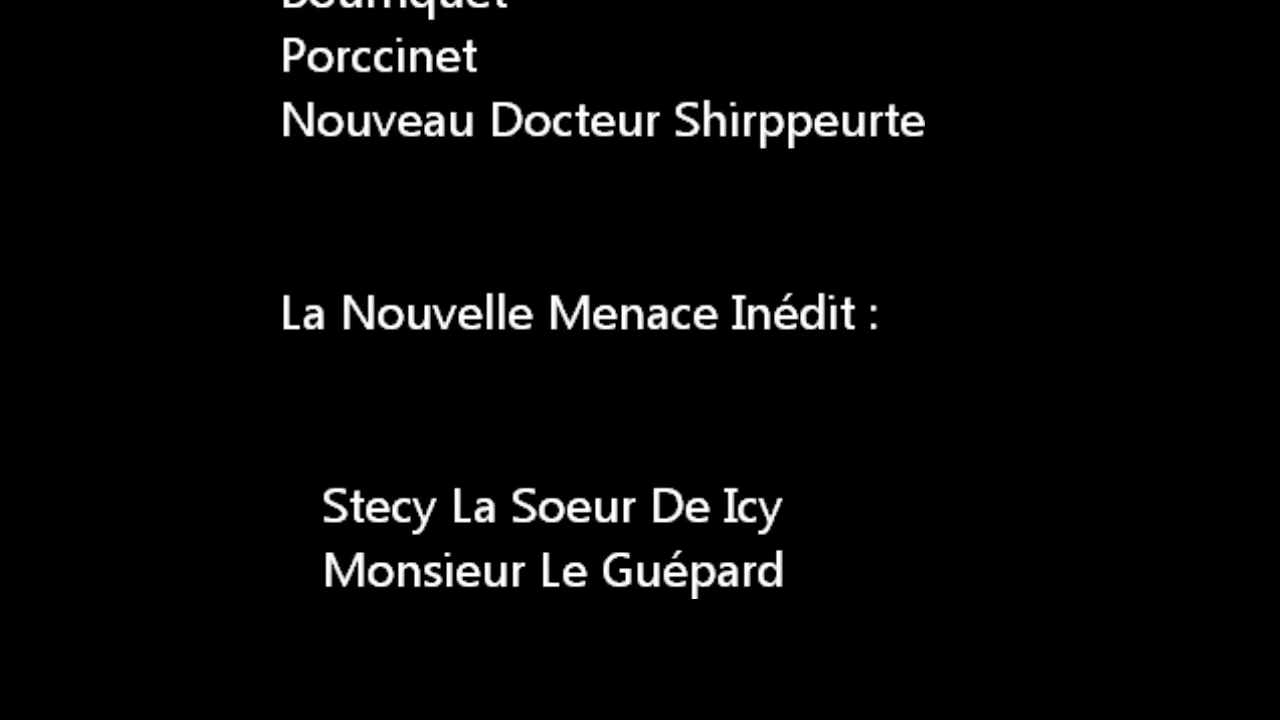 Porccinet
Nouveau Docteur Shirppeurte
La Nouvelle Menace Inédit :
Stecy La Soeur De Icy
Monsieur Le Guépard